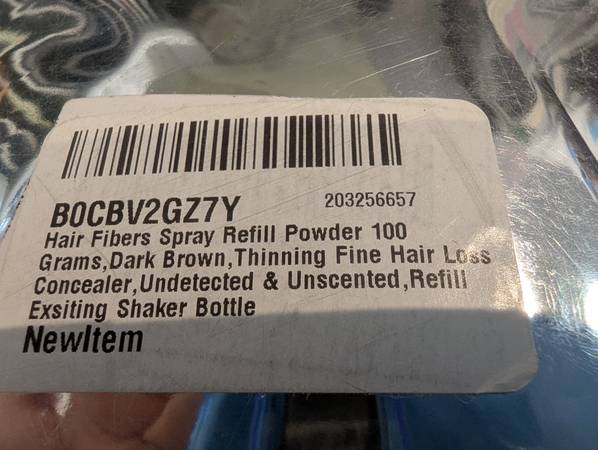 B0CBV2GZ7Y 203256657
Hair Fibers Spray Refill Powder 100
Grams,Dark Brown,Thinning Fine Hair Loss
Concealer,Undetected & Unscented,Refill
Exsiting Shaker Bottle
NewItem